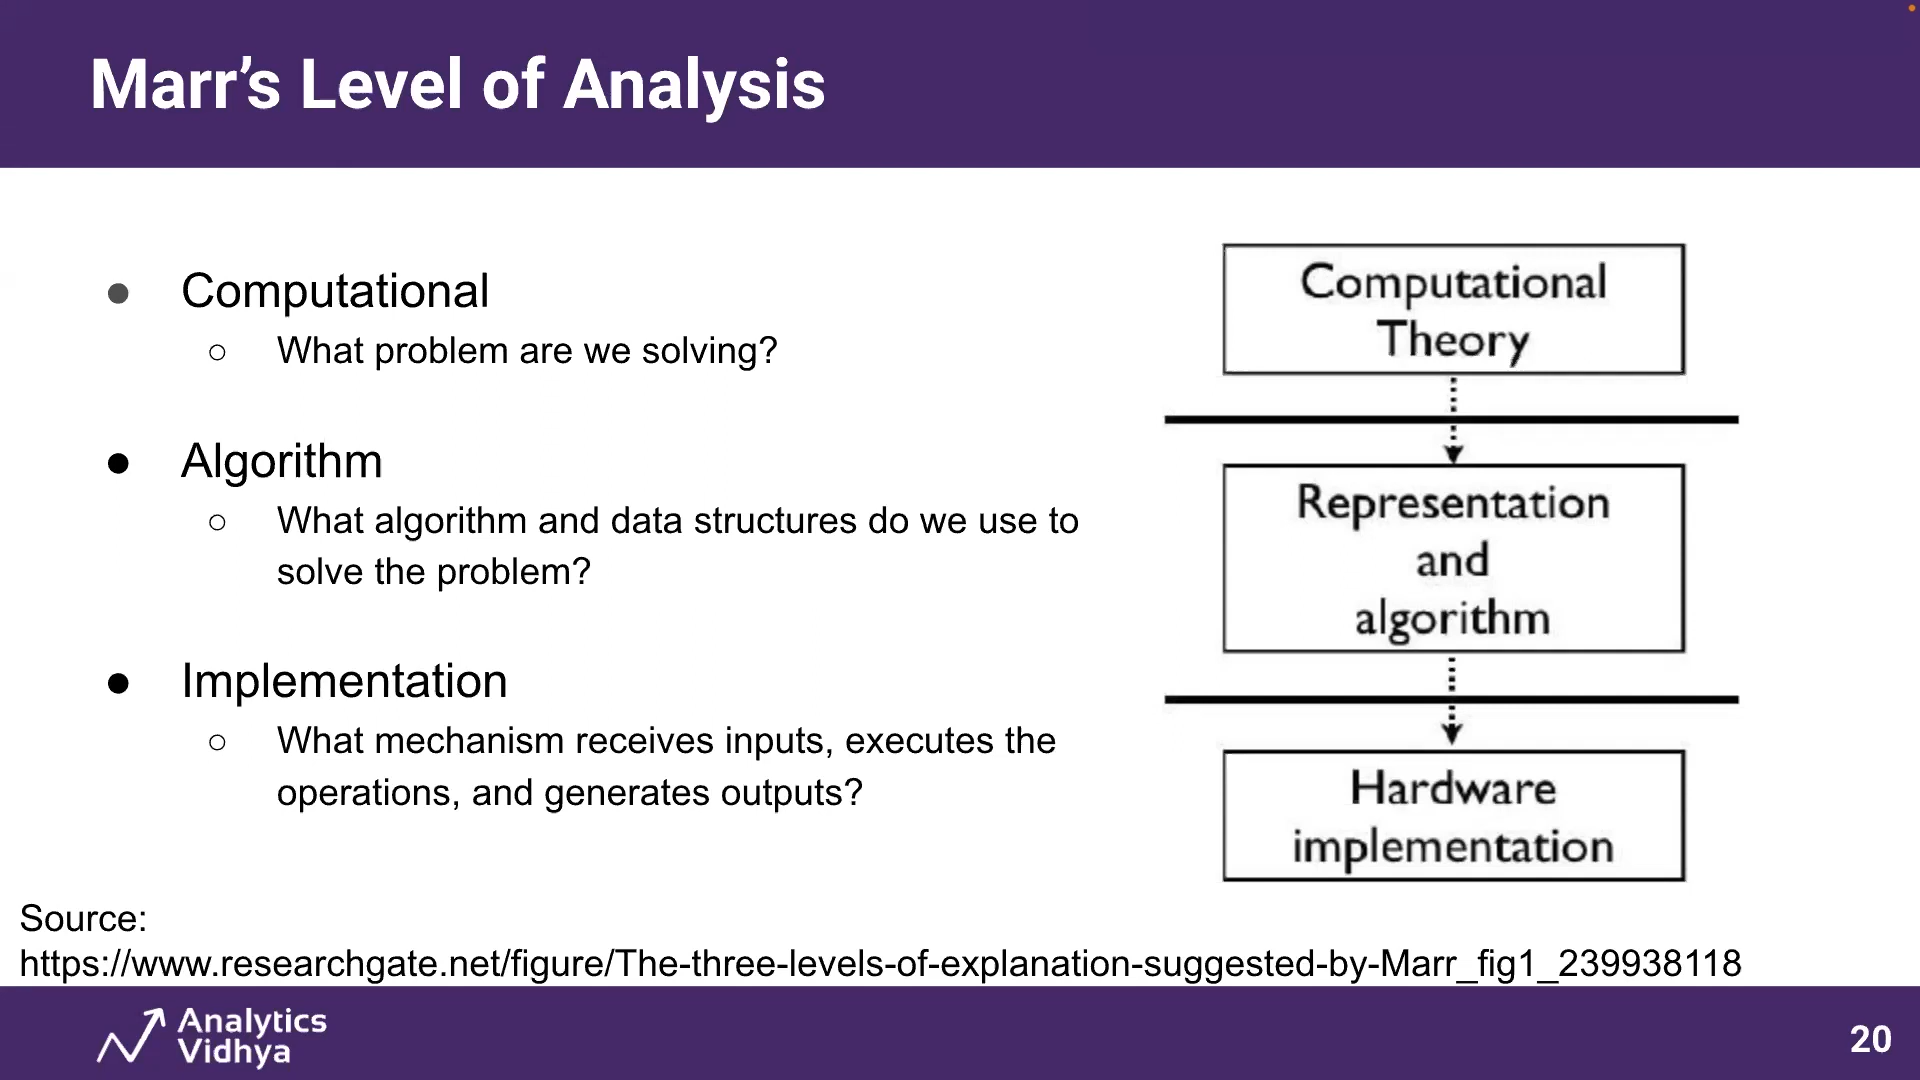 Marr’s Level of Analysis
● Computational
○ What problem are we solving?
● Algorithm
○ What algorithm and data structures do we use to
solve the problem?
● Implementation
○ What mechanism receives inputs, executes the
operations, and generates outputs?
Computational
Theory
Representation
and
algorithm
Hardware
implementation
Source:
https://www.researchgate.net/figure/The-three-levels-of-explanation-suggested-by-Marr_fig1_239938118
Analytics
Vidhya
20